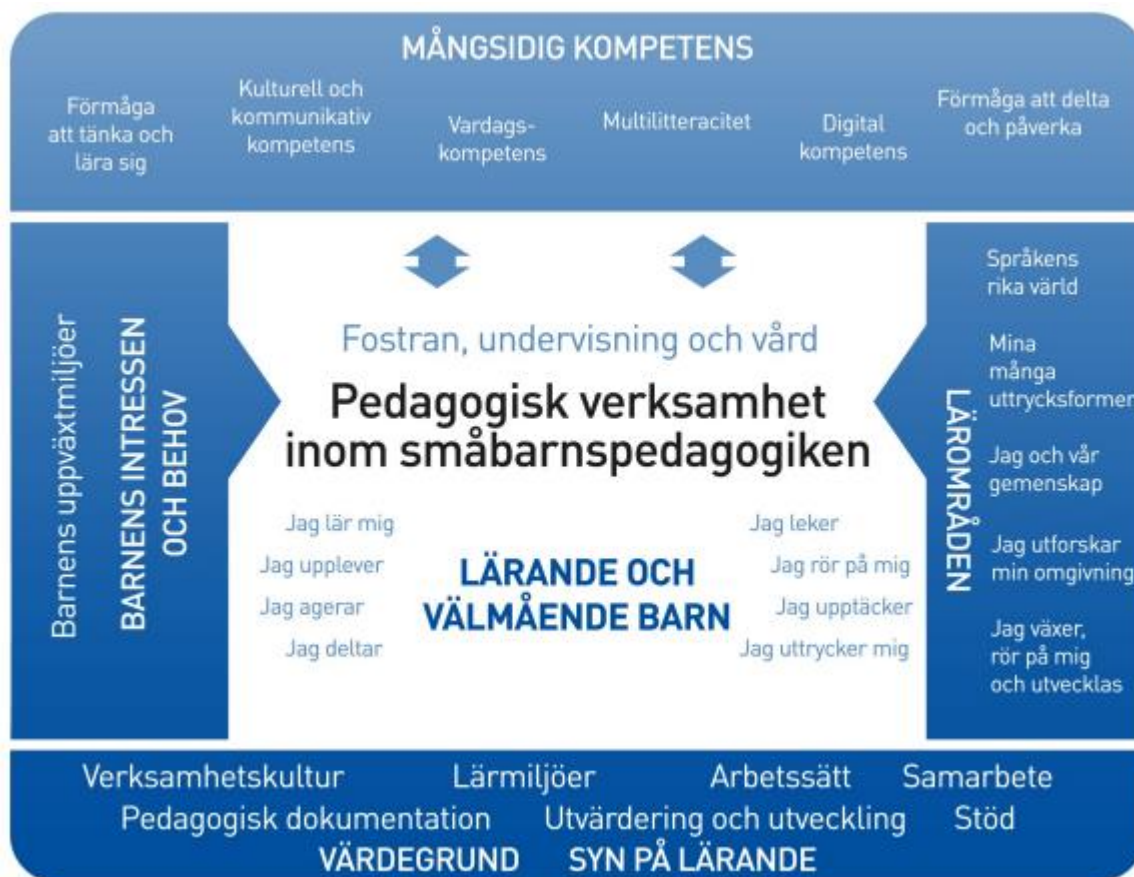 MÅNGSIDIG KOMPETENS
Förmåga
att tänka och
lära sig
Kulturell och
kommunikativ
kompetens
Vardags-
kompetens
Multilitteracitet
Digital
kompetens
Förmåga att delta
och påverka
Barnens uppväxtmiljöer
BARNENS INTRESSEN
OCH BEHOV
Fostran, undervisning och vård
Pedagogisk verksamhet
inom småbarnspedagogiken
Jag lär mig
Jag upplever
Jag agerar
Jag deltar
LÄRANDE OCH
VÄLMÅENDE BARN
Jag leker
Jag rör på mig
Jag upptäcker
Jag uttrycker mig
LÄROMRÅDEN
Språkens
rika värld
Mina
många
uttrycksformer
Jag och vår
gemenskap
Jag utforskar
min omgivning
Jag växer,
rör på mig
och utvecklas
Verksamhetskultur Lärmiljöer Arbetssätt Samarbete
Pedagogisk dokumentation Utvärdering och utveckling Stöd
VÄRDEGRUND SYN PÅ LÄRANDE